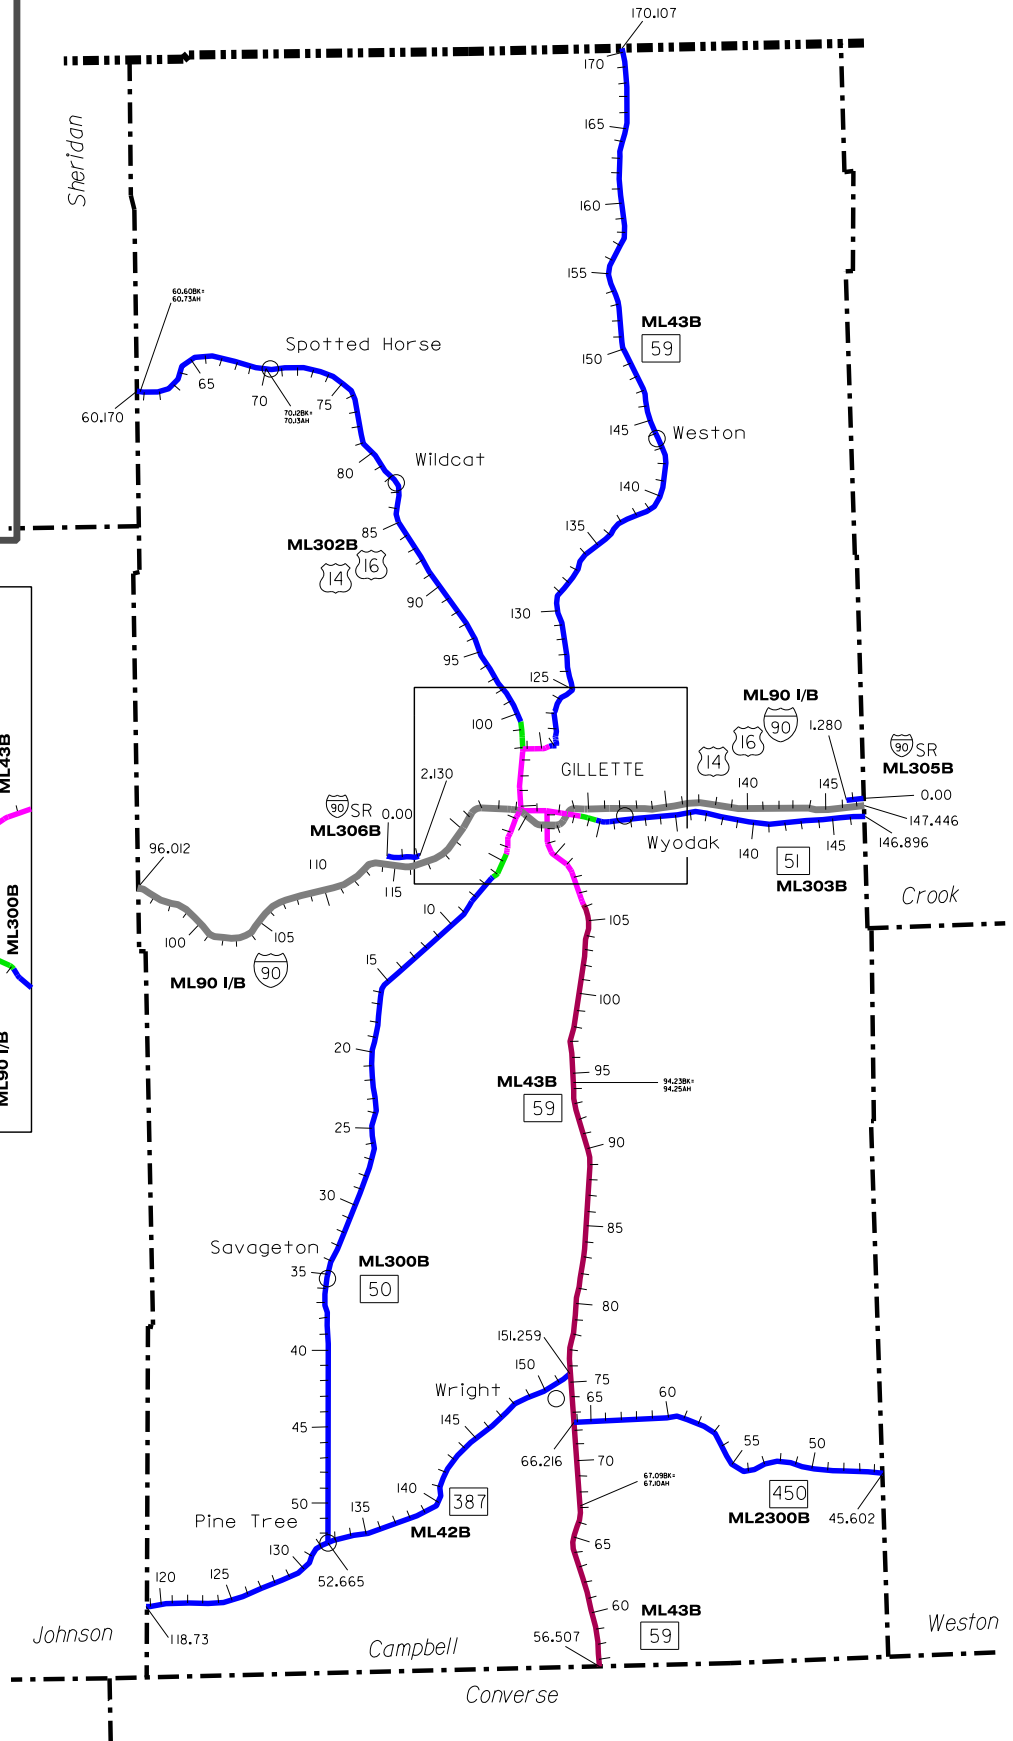 170.107
170
Sheridan
165
160
155
60.60BK=
60.73AH
ML43B
59
Spotted Horse
150
65
70
75
60.170
70.12BK=
70.13AH
145
Weston
Wildcat
80
140
85
135
ML302B
14
16
90
130
95
125
ML90 I/B
100
1.280
90
16
14
90 SR
ML305B
ML43B
GILLETTE
2.130
140
145
0.00
90 SR
0.00
ML306B
147.446
96.012
Wyodak
146.896
110
140
145
51
115
ML303B
Crook
10
105
ML300B
100
105
15
90
ML90 I/B
100
20
95
ML90 I/B
ML43B
94.23BK=
94.25AH
59
25
90
30
85
Savageton
35
ML300B
50
80
151.259
40
150
75
Wright
65
60
145
55
50
45
66.216
70
67.09BK=
67.10AH
140
387
450
50
135
ML2300B
45.602
Pine Tree
ML42B
130
65
52.665
125
120
60
ML43B
59
118.73
56.507
Johnson
Campbell
Weston
Converse